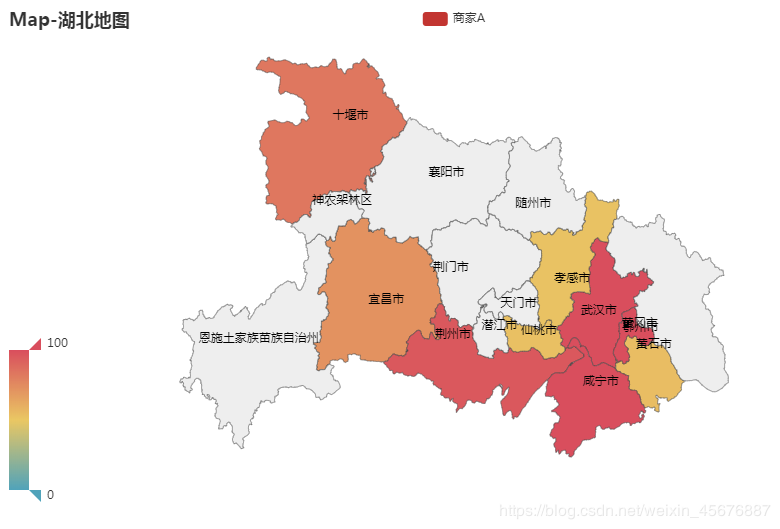 Map-湖北地图
商家A
十堰市
襄阳市
神农架林区
随州市
荆门市
孝感市
宜昌市
天门市
武汉市
潜江市
仙桃市
鄂州市
恩施土家族苗族自治州
荆州市
黄石市
咸宁市
100
0
https://blog.csdn.net/weixin_45676887